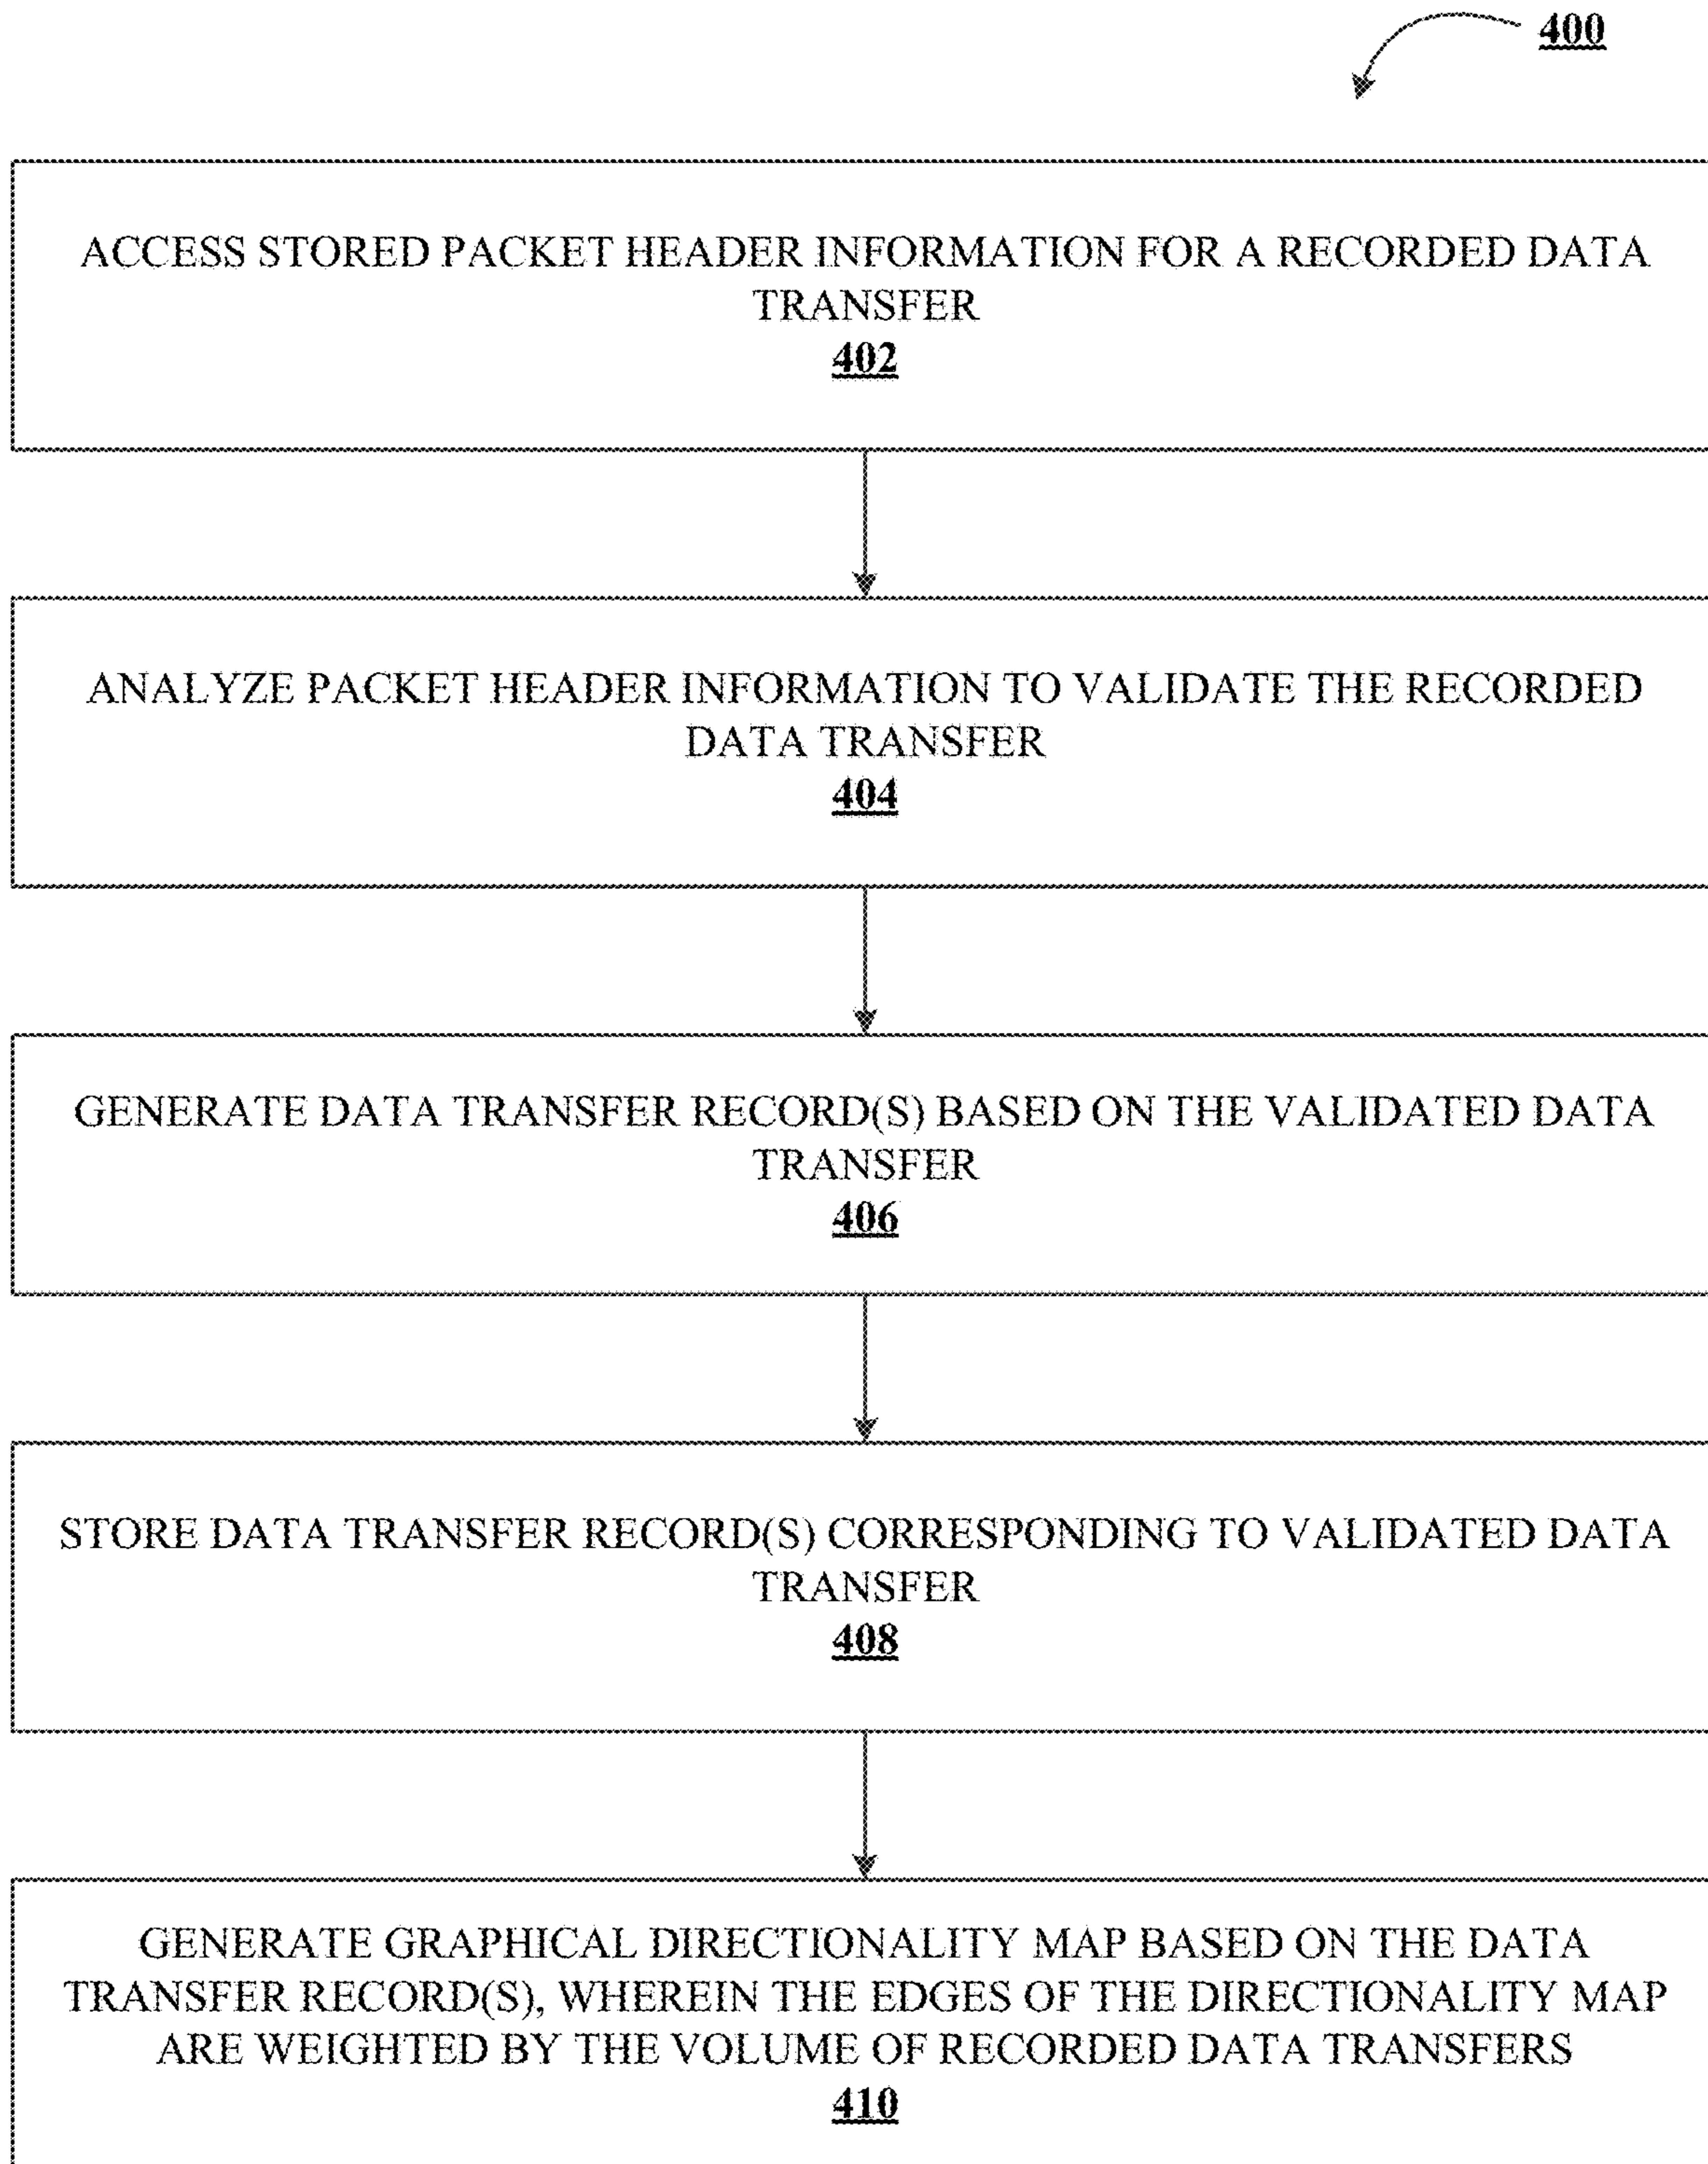 400
ACCESS STORED PACKET HEADER INFORMATION FOR A RECORDED DATA
TRANSFER
402
ANALYZE PACKET HEADER INFORMATION TO VALIDATE THE RECORDED
DATA TRANSFER
404
GENERATE DATA TRANSFER RECORD(S) BASED ON THE VALIDATED DATA
TRANSFER
406
STORE DATA TRANSFER RECORD(S) CORRESPONDING TO VALIDATED DATA
TRANSFER
408
GENERATE GRAPHICAL DIRECTIONALITY MAP BASED ON THE DATA
TRANSFER RECORD(S), WHEREIN THE EDGES OF THE DIRECTIONALITY MAP
ARE WEIGHTED BY THE VOLUME OF RECORDED DATA TRANSFERS
410